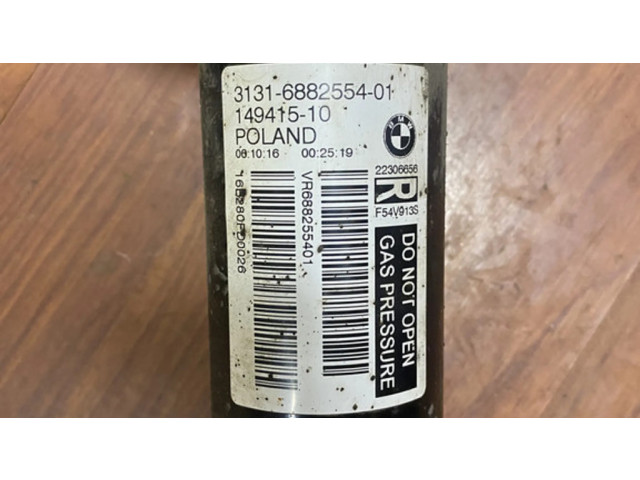 3131-6882554-01
149415-10
POLAND
06:10:16 00:25:19
BMW
22306656
R
F54V913S
VR688255401
DO NOT OPEN
GAS PRESSURE